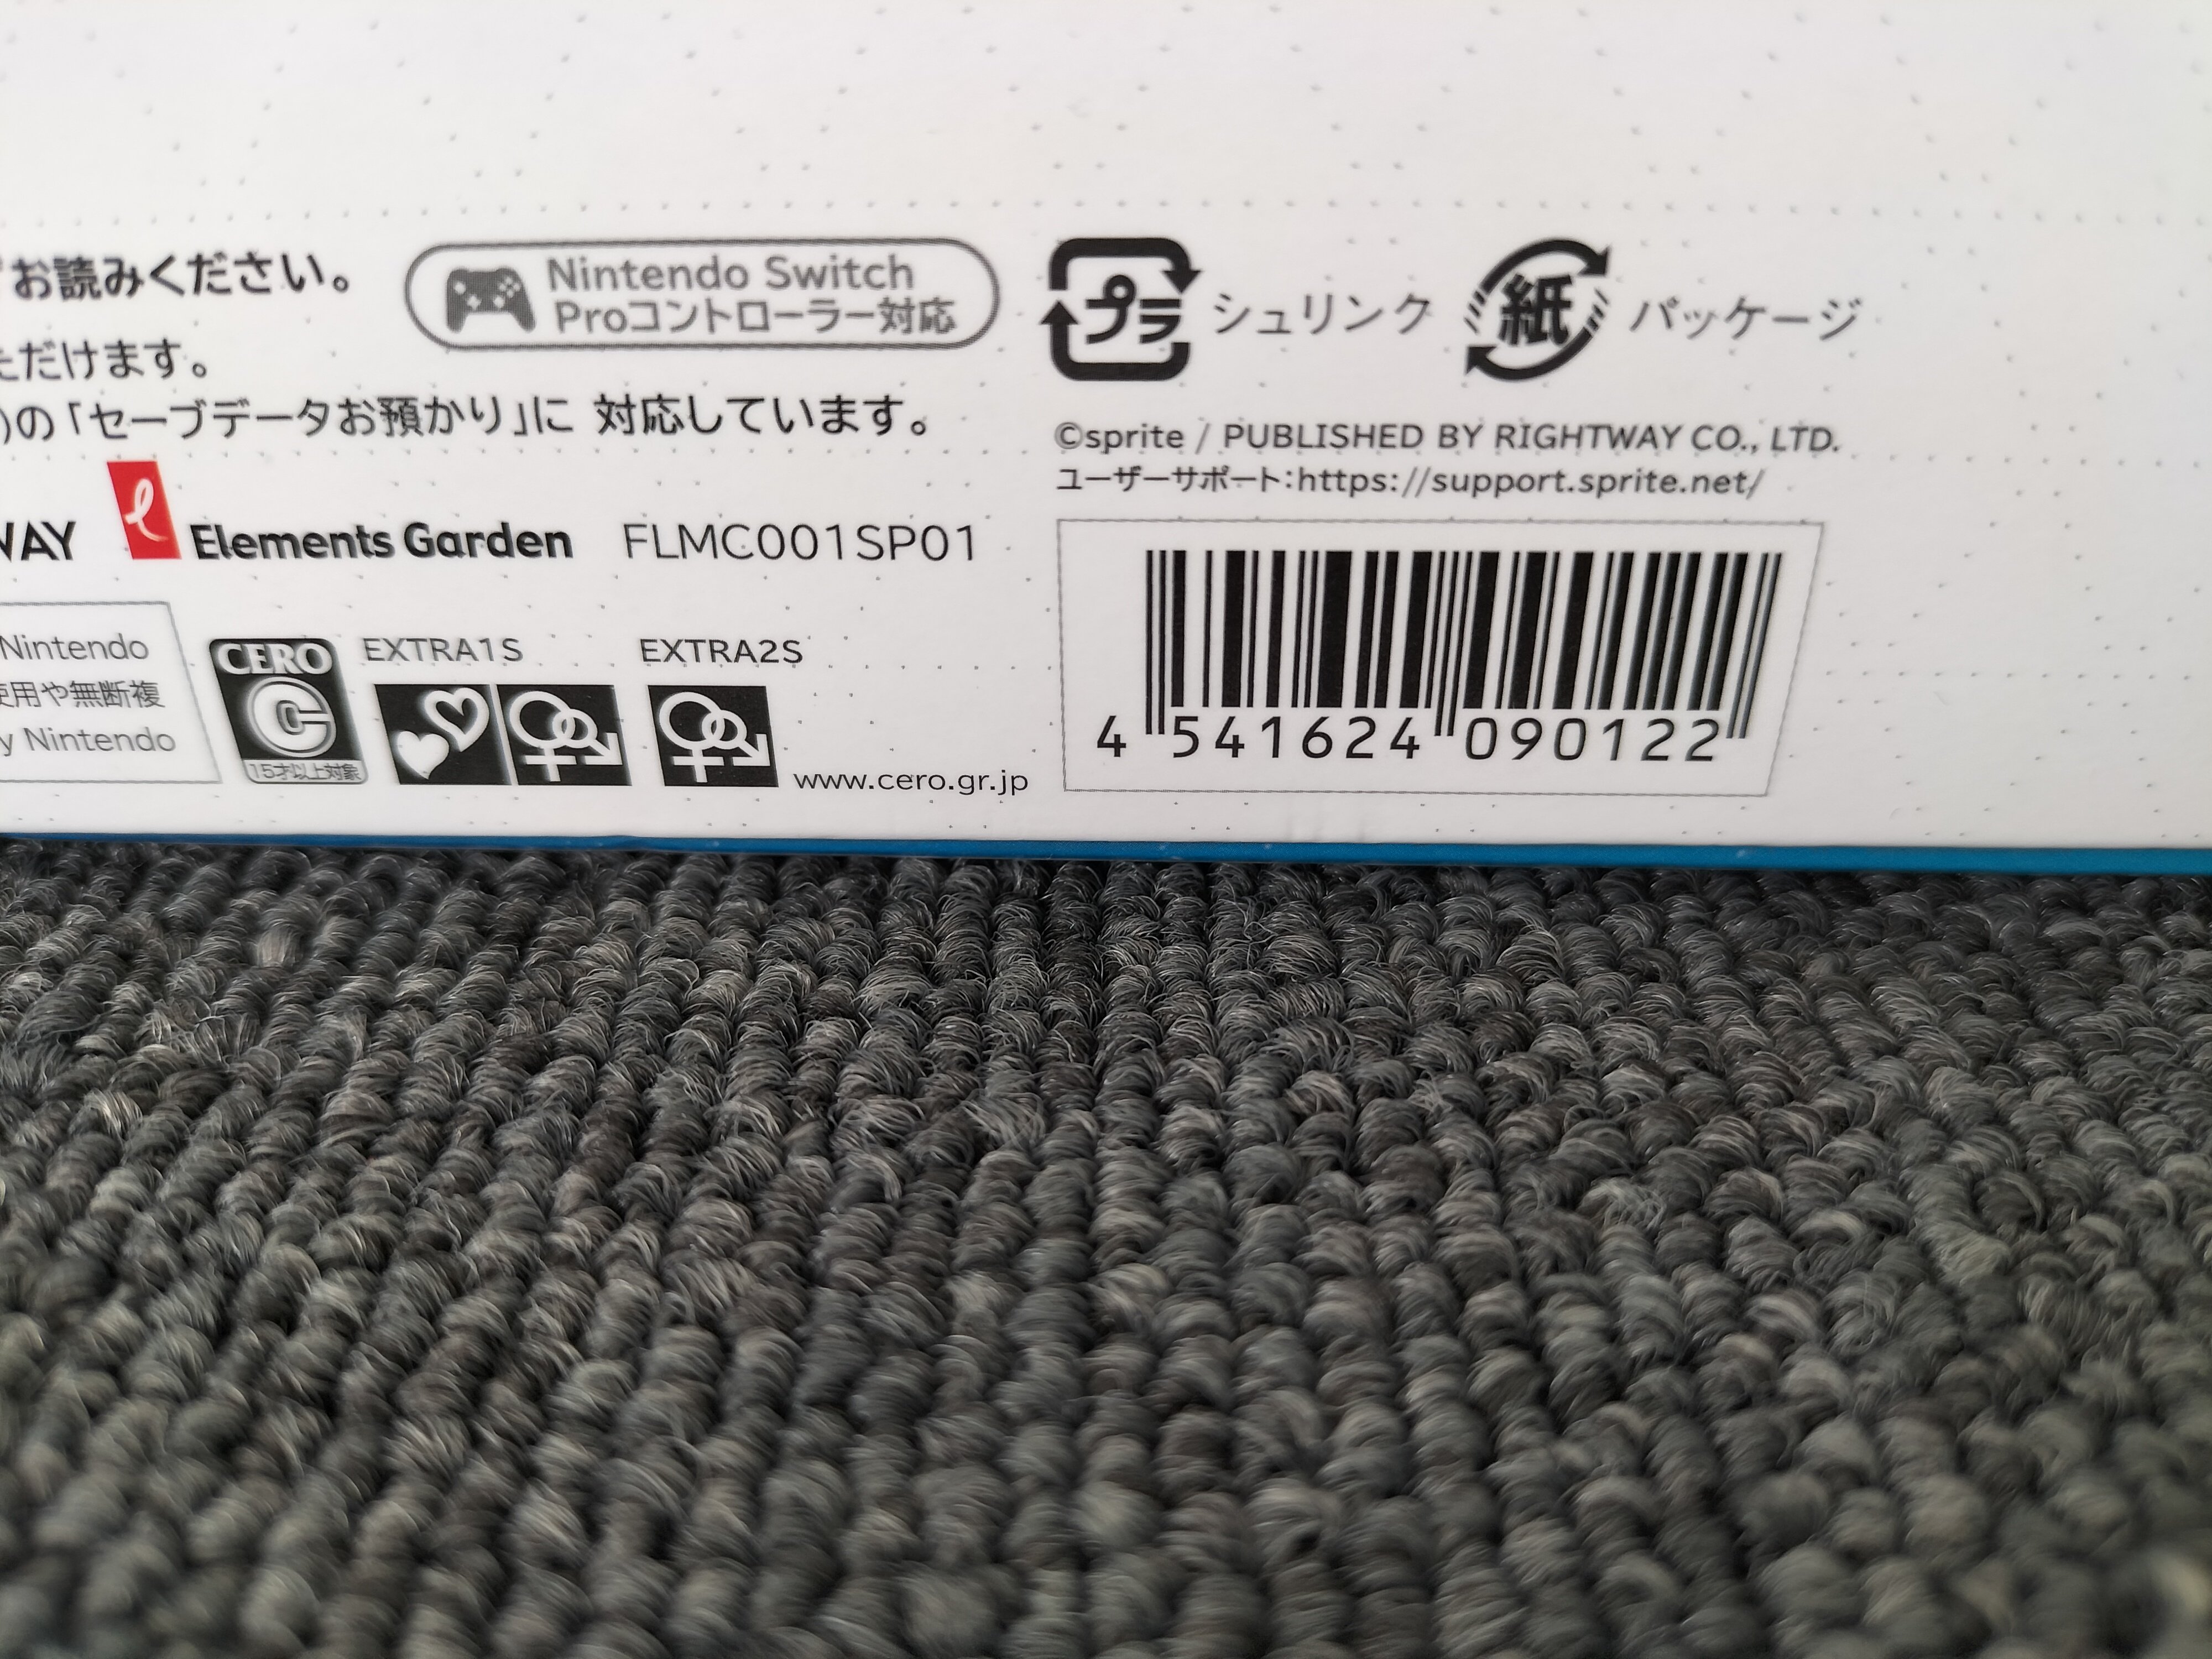 お読みください。
Nintendo Switch
Proコントローラー対応
プラ シュリンク 紙 パッケージ
ただけます。
)の「セーブデータお預かり」に 対応しています。
©sprite / PUBLISHED BY RIGHTWAY CO., LTD.
ユーザーサポート:https://support.sprite.net/
WAY Elements Garden FLMC001SP01
Nintendo
使用や無断複
y Nintendo
CERO
C
15才以上対象
EXTRA1S EXTRA2S
www.cero.gr.jp
4 541624 090122